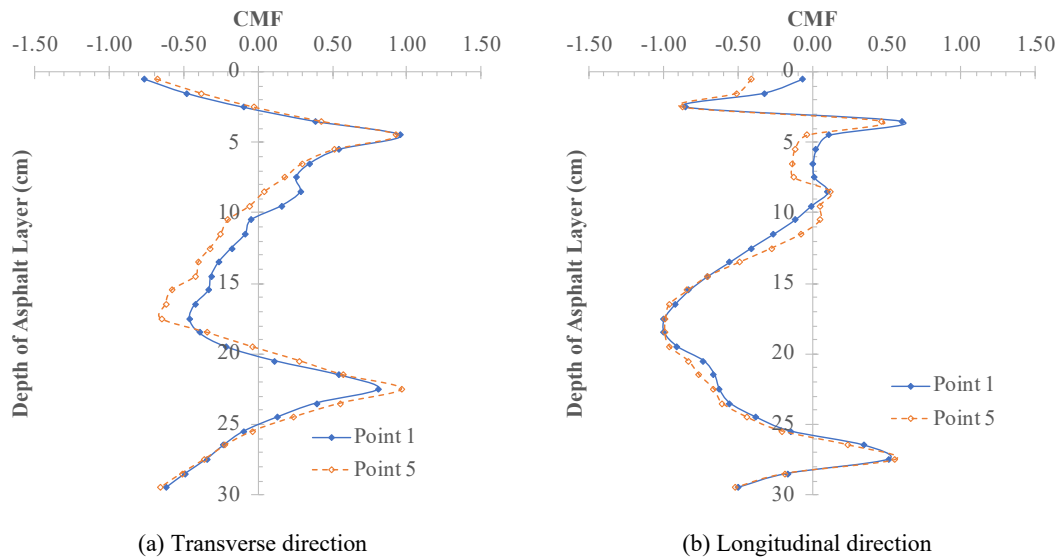 CMF
-1.50 -1.00 -0.50 0.00 0.50 1.00 1.50
0
5
10
15
20
25
30
Depth of Asphalt Layer (cm)
Point 1
Point 5
(a) Transverse direction
CMF
-1.50 -1.00 -0.50 0.00 0.50 1.00 1.50
0
5
10
15
20
25
30
Depth of Asphalt Layer (cm)
Point 1
Point 5
(b) Longitudinal direction